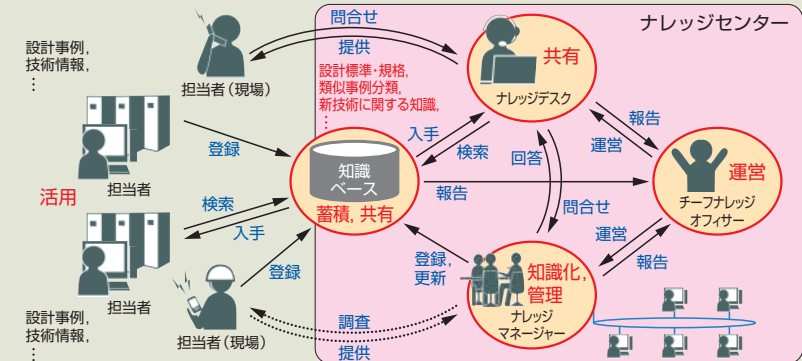 ナレッジセンター
問合せ
提供
共有
ナレッジデスク
設計事例,
技術情報,
⋮
担当者(現場)
設計標準・規格,
類似事例分類,
新技術に関する知識,
⋮
登録
担当者
入手
検索
回答
問合せ
報告
運営
知識
ベース
蓄積, 共有
報告
運営
チーフナレッジ
オフィサー
活用
検索
入手
担当者
登録
登録,
更新
運営
報告
知識化,
管理
ナレッジ
マネージャー
設計事例,
技術情報,
⋮
担当者(現場)
調査
提供